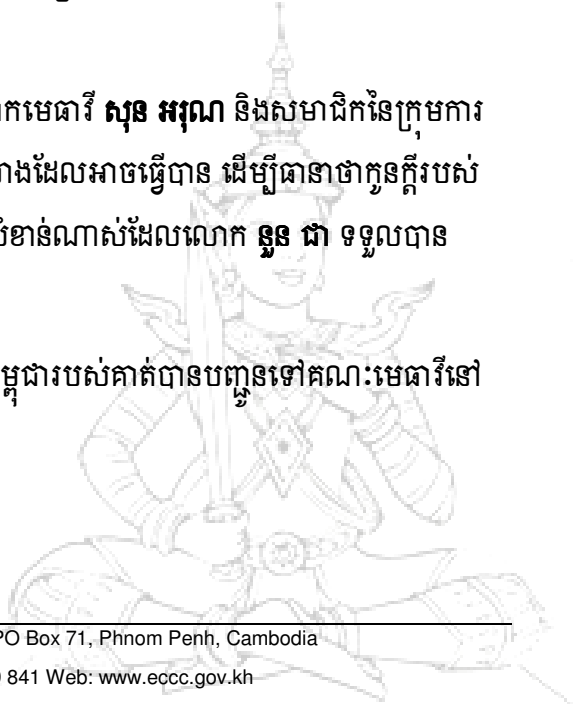 កមេធាវី សុន អរុណ និងសមាជិកនៃក្រុមការ
ងដែលអាចធ្វើបាន ដើម្បីធានាថាកូនក្តីរបស់
ខាន់ណាស់ដែលលោក នួន ជា ទទួលបាន
ម្ពុជារបស់គាត់បានបញ្ជូនទៅគណៈមេធាវីនៅ
PO Box 71, Phnom Penh, Cambodia
841 Web: www.eccc.gov.kh